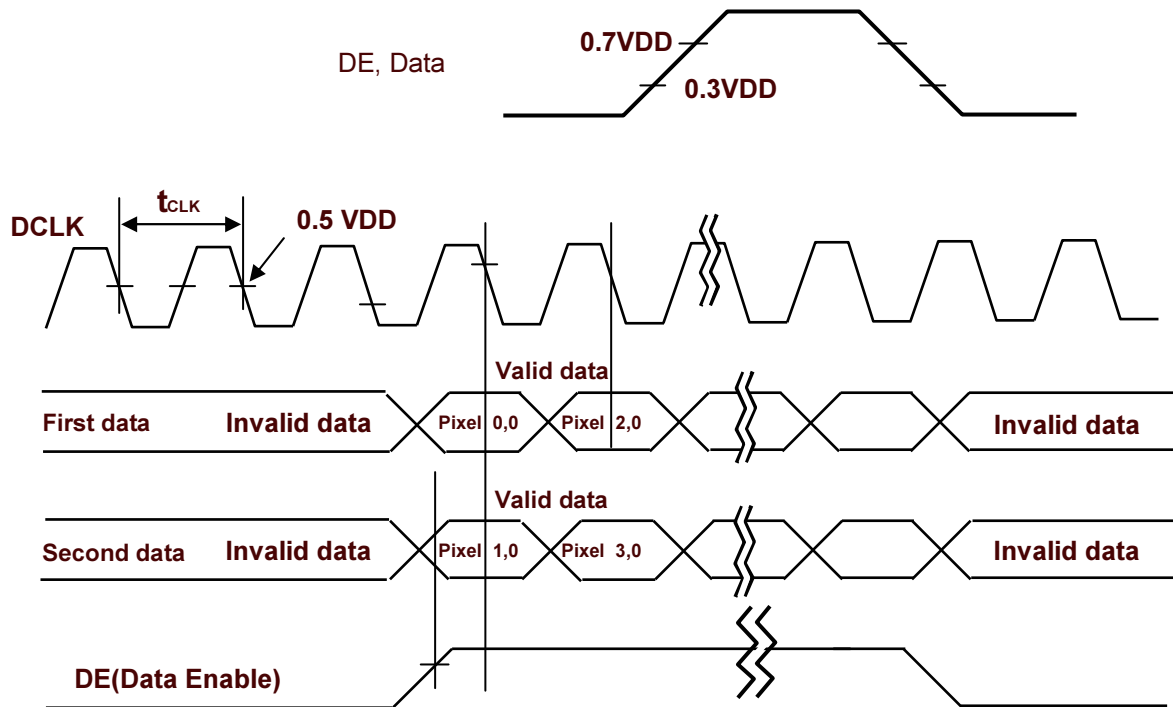 0.7VDD
DE, Data
0.3VDD
tCLK
DCLK
0.5 VDD
Valid data
First data Invalid data Pixel 0,0 Pixel 2,0 Invalid data
Valid data
Second data Invalid data Pixel 1,0 Pixel 3,0 Invalid data
DE(Data Enable)